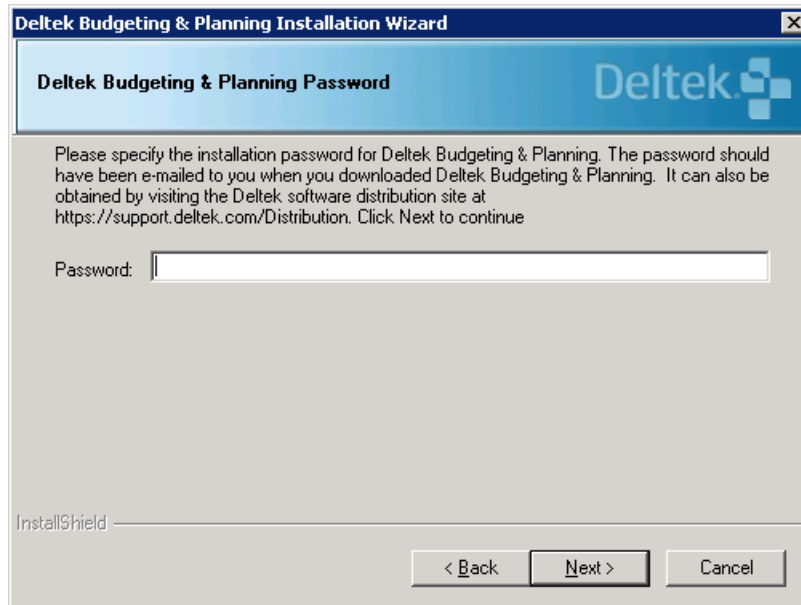 Deltek Budgeting & Planning Installation Wizard
Deltek Budgeting & Planning Password
Deltek
Please specify the installation password for Deltek Budgeting & Planning. The password should
have been e-mailed to you when you downloaded Deltek Budgeting & Planning. It can also be
obtained by visiting the Deltek software distribution site at
https://support.deltek.com/Distribution. Click Next to continue
Password:
InstallShield
< Back
Next >
Cancel